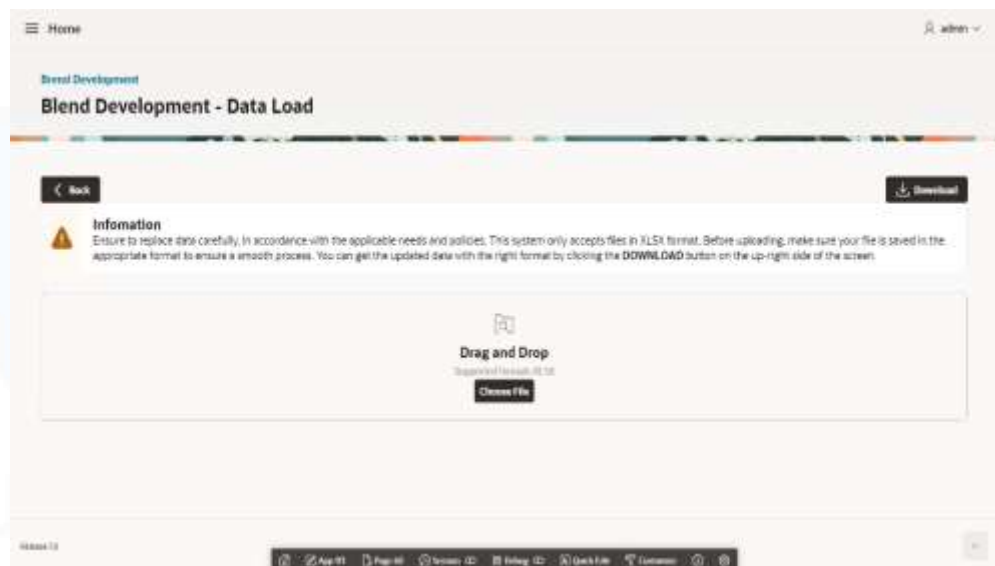 Home
admin
Blend Development
Blend Development - Data Load
Back
Download
Infomation
Ensure to replace data carefully, in accordance with the applicable needs and policies. This system only accepts files in XLSX format. Before uploading, make sure your file is saved in the
appropriate format to ensure a smooth process. You can get the updated data with the right format by clicking the DOWNLOAD button on the up-right side of the screen
Drag and Drop
Choose File
Release 1.0
Session
Debug
Quick Edit
Customize